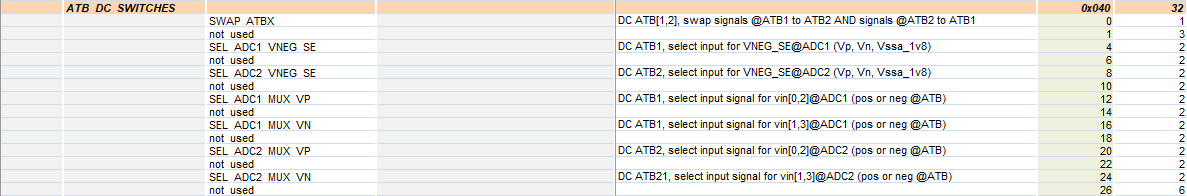 ATB DC SWITCHES 0x040 32
SWAP ATBX DC ATB[1,2], swap signals @ATB1 to ATB2 AND signals @ATB2 to ATB1 0 1
not used 1 3
SEL ADC1 VNEG SE DC ATB1, select input for VNEG_SE@ADC1 (Vp, Vn, Vssa_1v8) 4 2
not used 6 2
SEL ADC2 VNEG SE DC ATB2, select input for VNEG_SE@ADC2 (Vp, Vn, Vssa_1v8) 8 2
not used 10 2
SEL ADC1 MUX VP DC ATB1, select input signal for vin[0,2]@ADC1 (pos or neg @ATB) 12 2
not used 14 2
SEL ADC1 MUX VN DC ATB1, select input signal for vin[1,3]@ADC1 (pos or neg @ATB) 16 2
not used 18 2
SEL ADC2 MUX VP DC ATB2, select input signal for vin[0,2]@ADC2 (pos or neg @ATB) 20 2
not used 22 2
SEL ADC2 MUX VN DC ATB21, select input signal for vin[1,3]@ADC2 (pos or neg @ATB) 24 2
not used 26 6